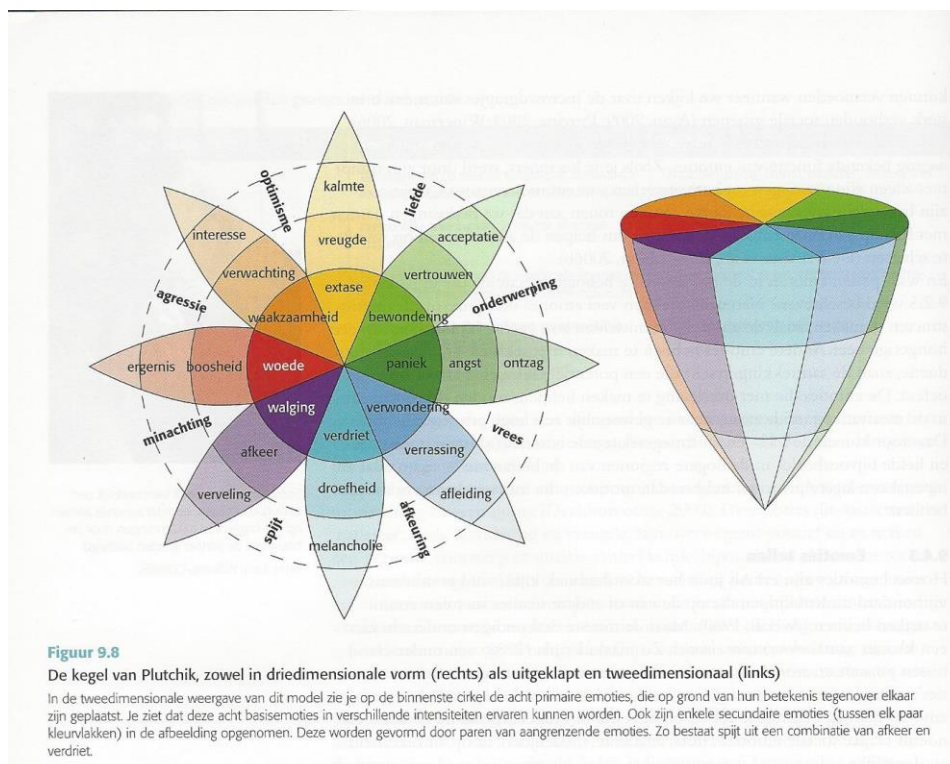 optimisme
liefde
kalmte
interesse
vreugde
acceptatie
verwachting
vertrouwen
agressie
extase
onderwerping
waakzaamheid
bewondering
ergernis
boosheid
woede
paniek
angst
ontzag
walging
verwondering
minachting
vrees
afkeer
verdriet
verrassing
verveling
droefheid
afleiding
spijt
afkeuring
melancholie
Figuur 9.8
De kegel van Plutchik, zowel in driedimensionale vorm (rechts) als uitgeklapt en tweedimensionaal (links)
In de tweedimensionale weergave van dit model zie je op de binnenste cirkel de acht primaire emoties, die op grond van hun betekenis tegenover elkaar
zijn geplaatst. Je ziet dat deze acht basisemoties in verschillende intensiteiten ervaren kunnen worden. Ook zijn enkele secundaire emoties (tussen elk paar
kleurvlakken) in de afbeelding opgenomen. Deze worden gevormd door paren van aangrenzende emoties. Zo bestaat spijt uit een combinatie van afkeer en
verdriet.